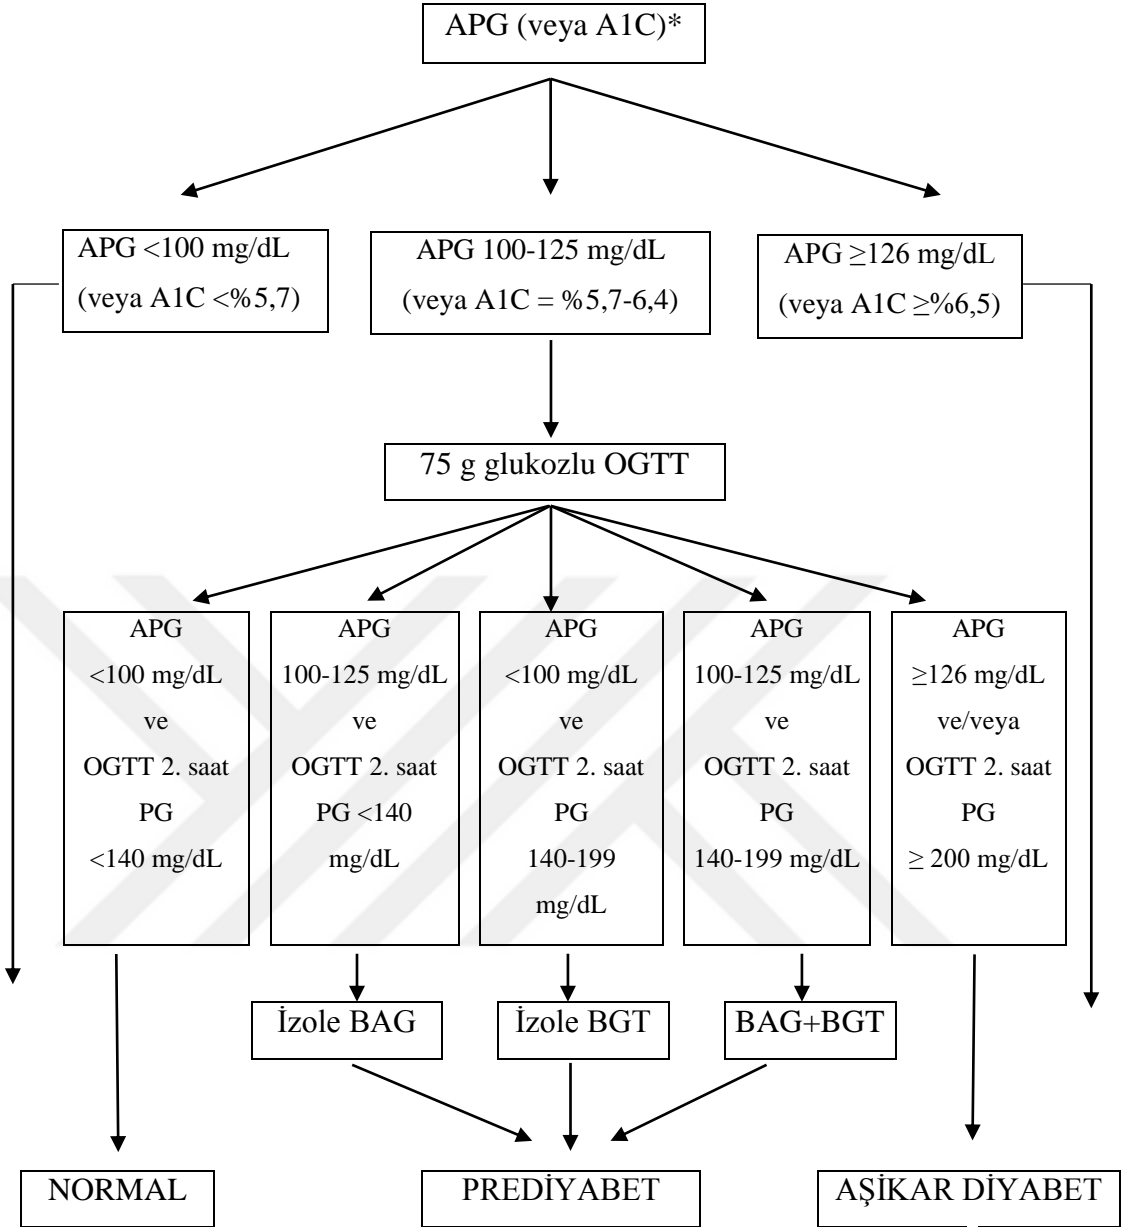 APG (veya A1C)*
APG <100 mg/dL
(veya A1C <%5,7)
APG 100-125 mg/dL
(veya A1C = %5,7-6,4)
APG ≥126 mg/dL
(veya A1C ≥%6,5)
75 g glukozlu OGTT
APG
<100 mg/dL
ve
OGTT 2. saat
PG
<140 mg/dL
APG
100-125 mg/dL
ve
OGTT 2. saat
PG <140
mg/dL
APG
<100 mg/dL
ve
OGTT 2. saat
PG
140-199
mg/dL
APG
100-125 mg/dL
ve
OGTT 2. saat
PG
140-199 mg/dL
APG
≥126 mg/dL
ve/veya
OGTT 2. saat
PG
≥ 200 mg/dL
İzole BAG
İzole BGT
BAG+BGT
NORMAL
PREDİYABET
AŞİKAR DİYABET